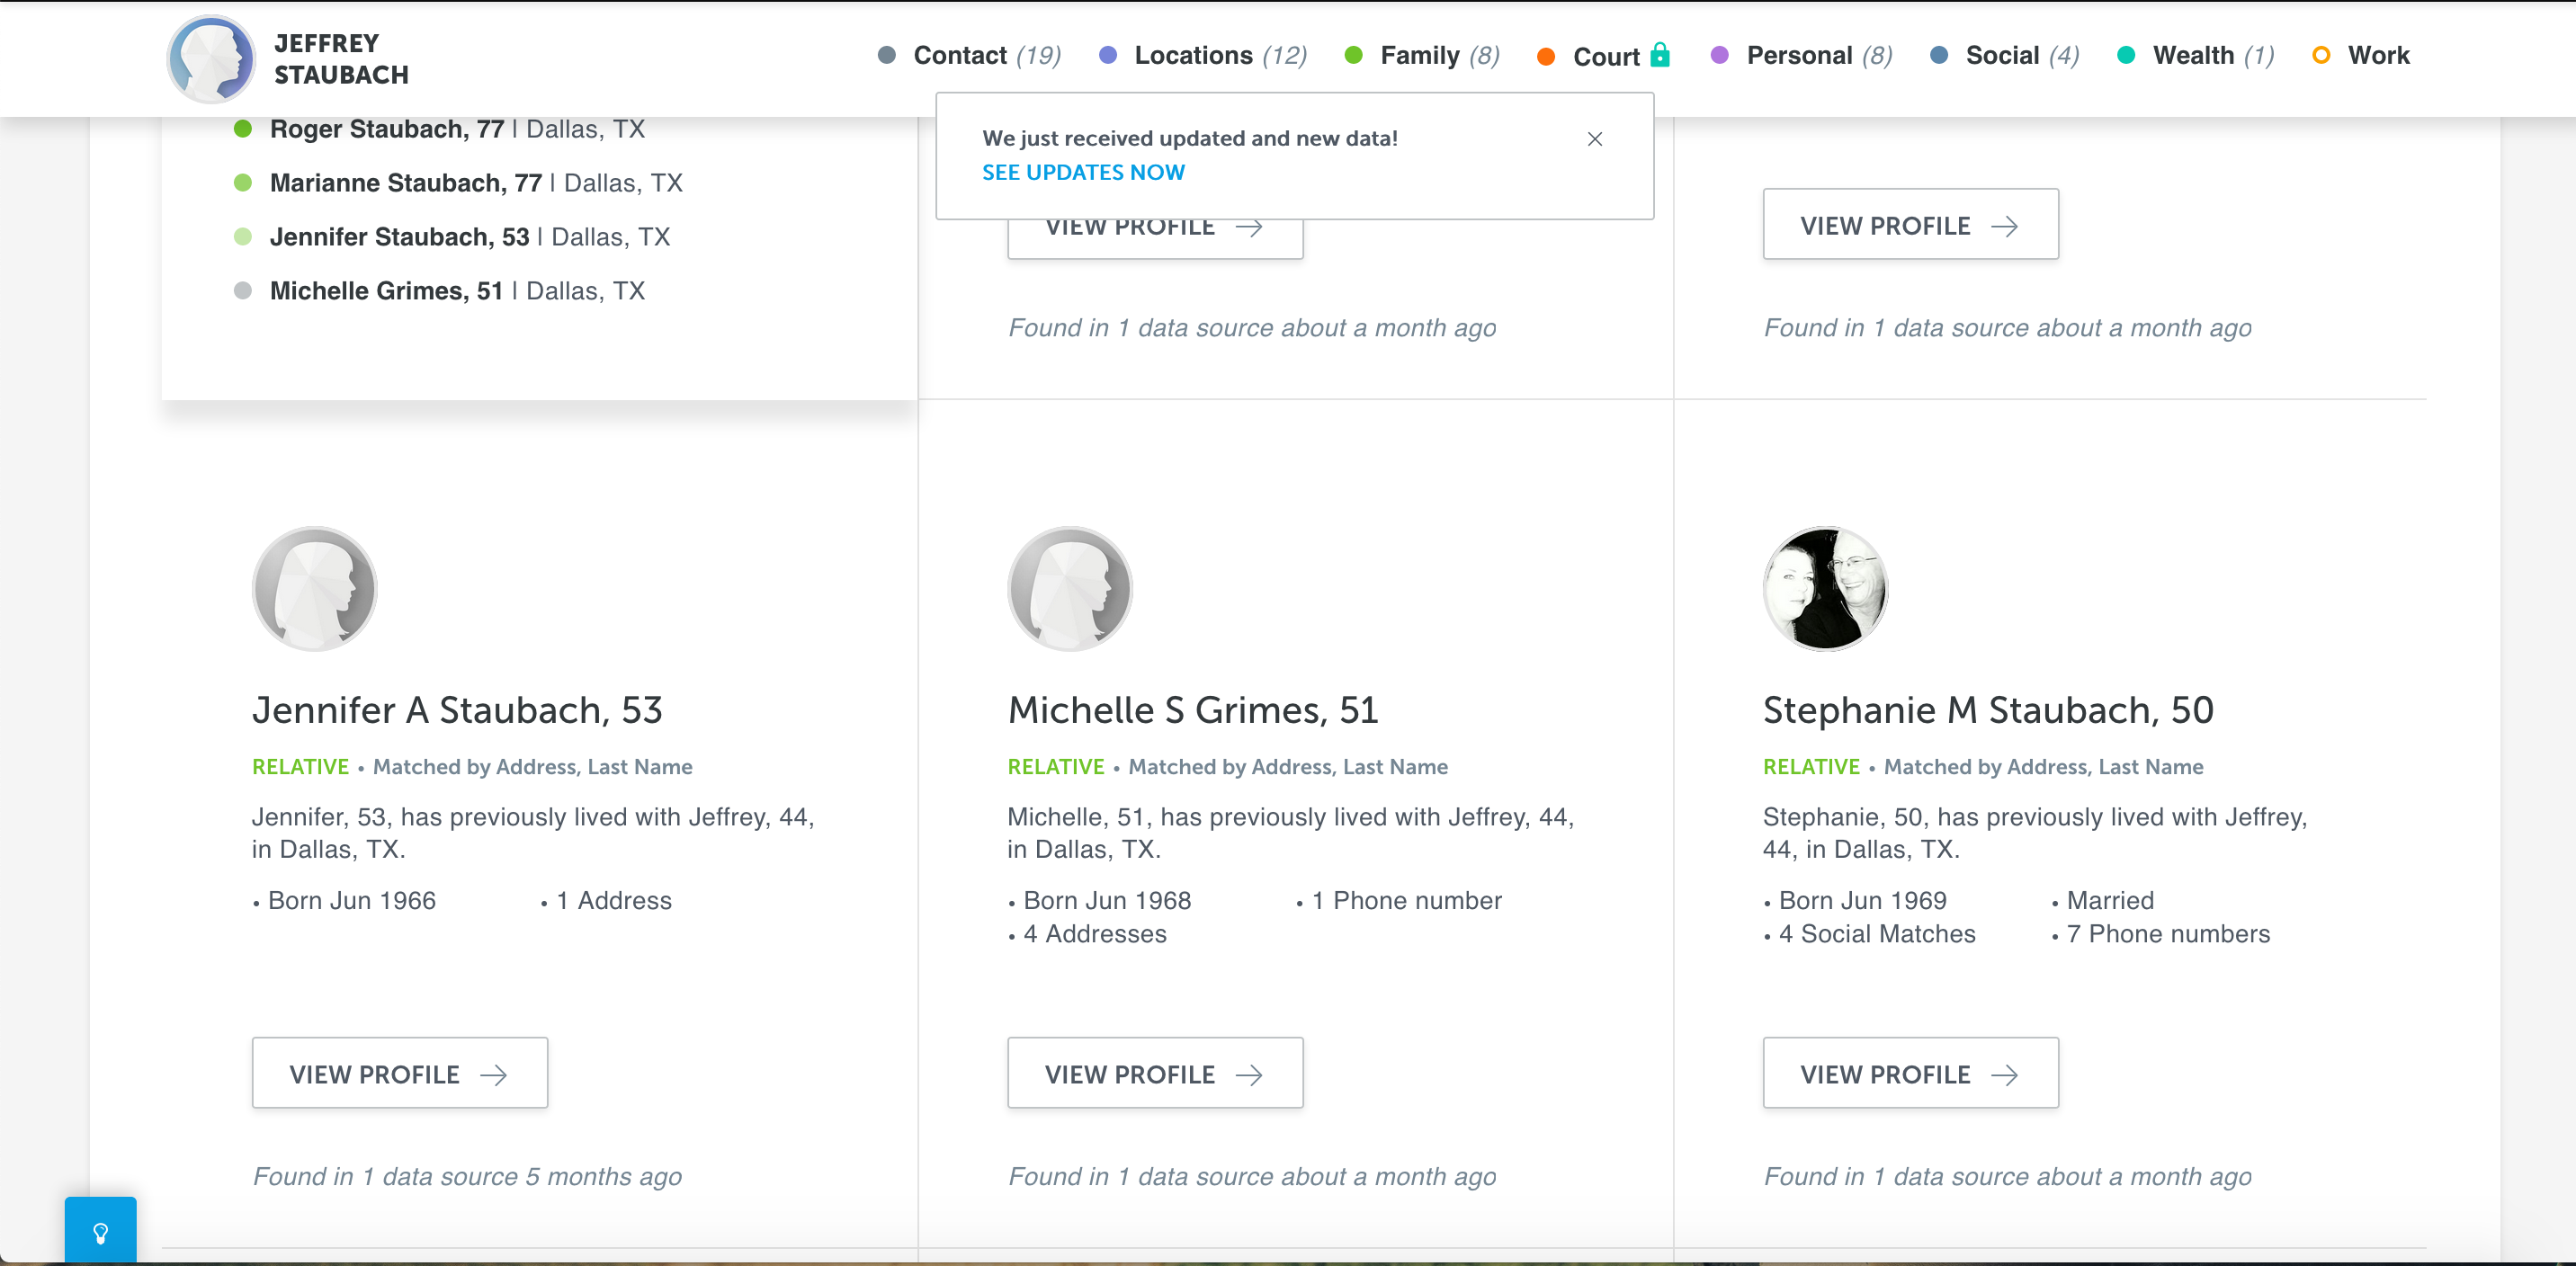 JEFFREY
STAUBACH
Contact (19)
Locations (12)
Family (8)
Court
Personal (8)
Social (4)
Wealth (1)
Work
Roger Staubach, 77 | Dallas, TX
Marianne Staubach, 77 | Dallas, TX
Jennifer Staubach, 53 | Dallas, TX
Michelle Grimes, 51 | Dallas, TX
We just received updated and new data!
SEE UPDATES NOW
VIEW PROFILE
Found in 1 data source about a month ago
VIEW PROFILE
Found in 1 data source about a month ago
Jennifer A Staubach, 53
RELATIVE • Matched by Address, Last Name
Jennifer, 53, has previously lived with Jeffrey, 44,
in Dallas, TX.
• Born Jun 1966
• 1 Address
VIEW PROFILE
Found in 1 data source 5 months ago
Michelle S Grimes, 51
RELATIVE • Matched by Address, Last Name
Michelle, 51, has previously lived with Jeffrey, 44,
in Dallas, TX.
• Born Jun 1968
• 1 Phone number
• 4 Addresses
VIEW PROFILE
Found in 1 data source about a month ago
Stephanie M Staubach, 50
RELATIVE • Matched by Address, Last Name
Stephanie, 50, has previously lived with Jeffrey,
44, in Dallas, TX.
• Born Jun 1969
• Married
• 4 Social Matches
• 7 Phone numbers
VIEW PROFILE
Found in 1 data source about a month ago